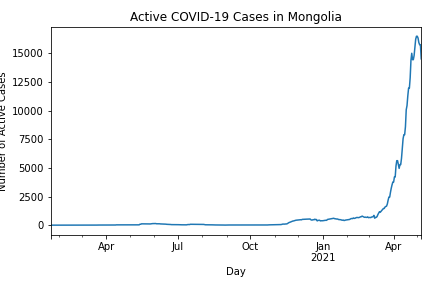 Active COVID-19 Cases in Mongolia
Number of Active Cases
15000
12500
10000
7500
5000
2500
0
Apr
Jul
Oct
Jan
2021
Apr
Day